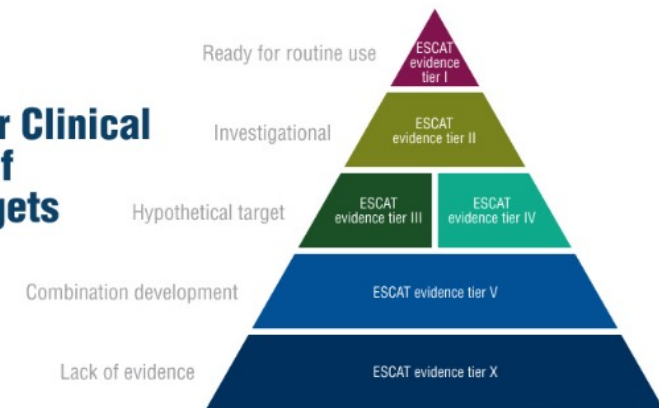 Ready for routine use
ESCAT
evidence
tier I
r Clinical
f
gets
Investigational
ESCAT
evidence tier II
Hypothetical target
ESCAT
evidence tier III
ESCAT
evidence tier IV
Combination development
ESCAT evidence tier V
Lack of evidence
ESCAT evidence tier X